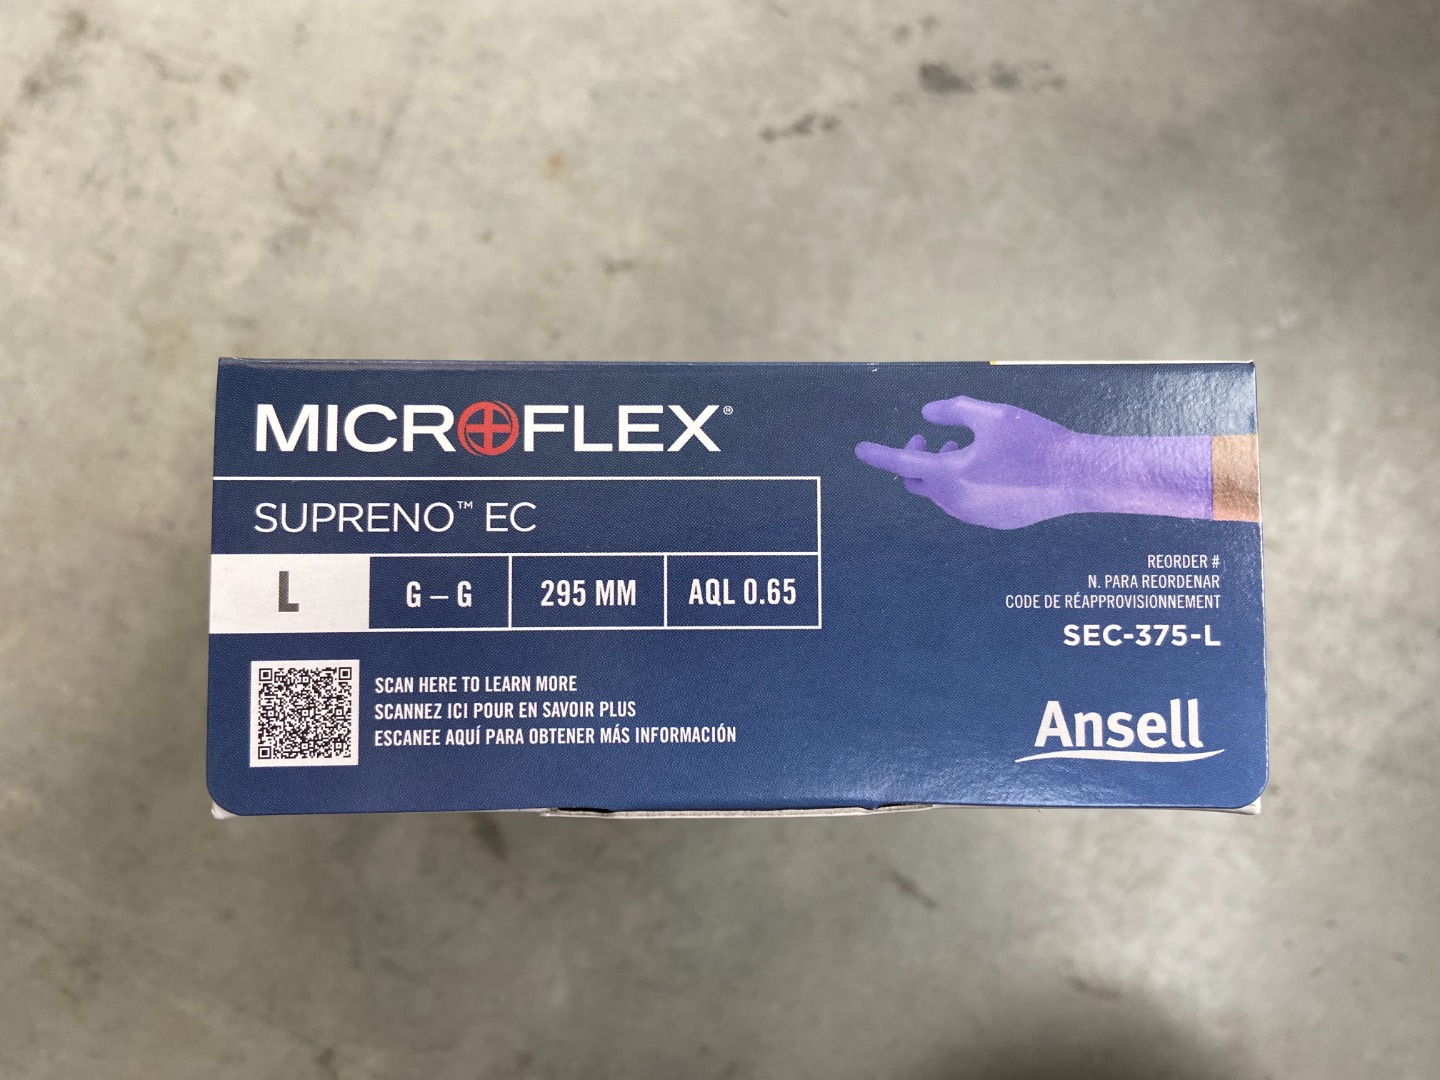 MICROFLEX®
SUPRENO™ EC
L
G – G
295 MM
AQL 0.65
REORDER #
N. PARA REORDENAR
CODE DE RÉAPPROVISIONNEMENT
SEC-375-L
SCAN HERE TO LEARN MORE
SCANNEZ ICI POUR EN SAVOIR PLUS
ESCANEE AQUÍ PARA OBTENER MÁS INFORMACIÓN
Ansell